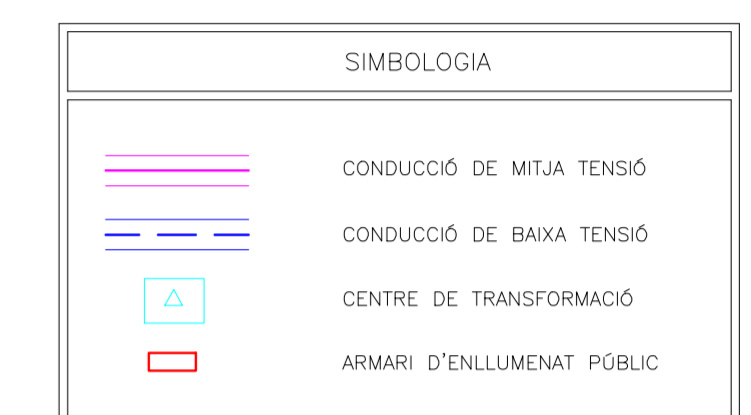 SIMBOLOGIA
CONDUCCIÓ DE MITJA TENSIÓ
CONDUCCIÓ DE BAIXA TENSIÓ
CENTRE DE TRANSFORMACIÓ
ARMARI D'ENLLUMENAT PÚBLIC